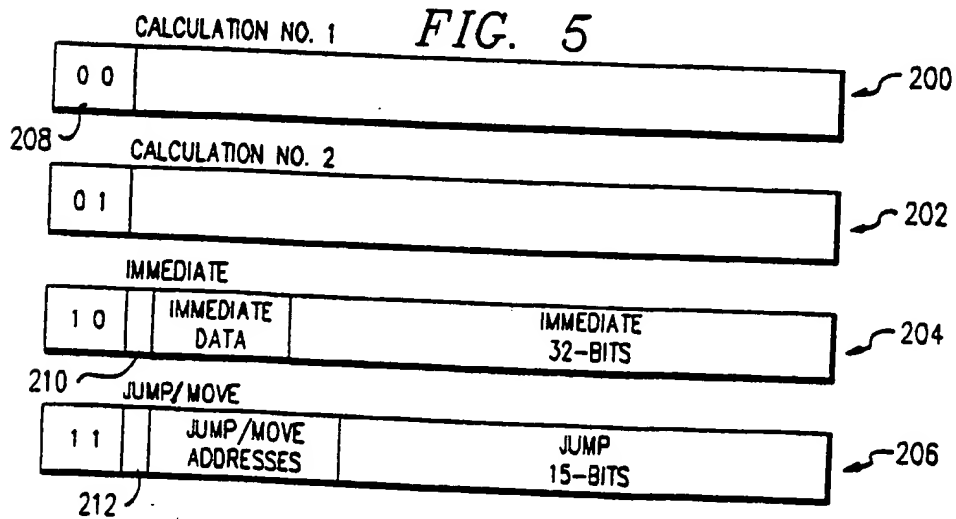 FIG. 5
CALCULATION NO. 1
0 0
200
208
CALCULATION NO. 2
0 1
202
IMMEDIATE
1 0
IMMEDIATE
DATA
IMMEDIATE
32-BITS
204
210
JUMP/MOVE
1 1
JUMP/MOVE
ADDRESSES
JUMP
15-BITS
206
212